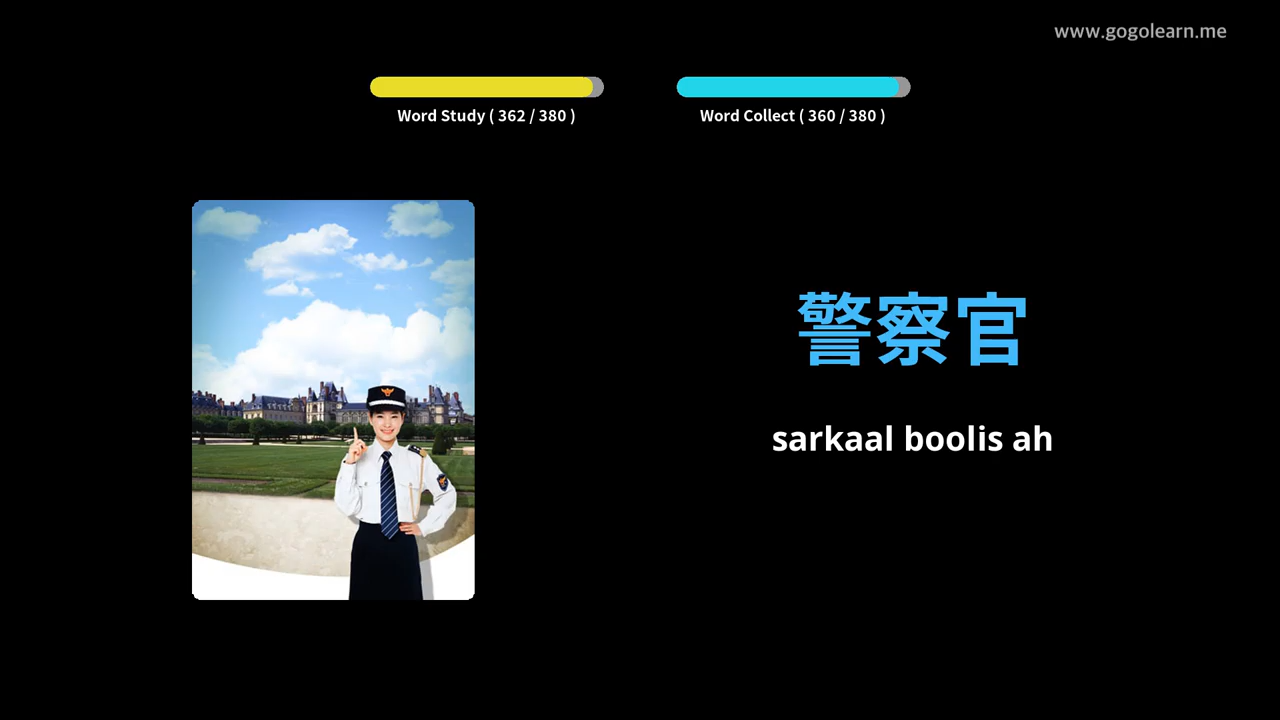 www.gogolearn.me
Word Study ( 362 / 380 )
Word Collect ( 360 / 380 )
警察官
sarkaal boolis ah